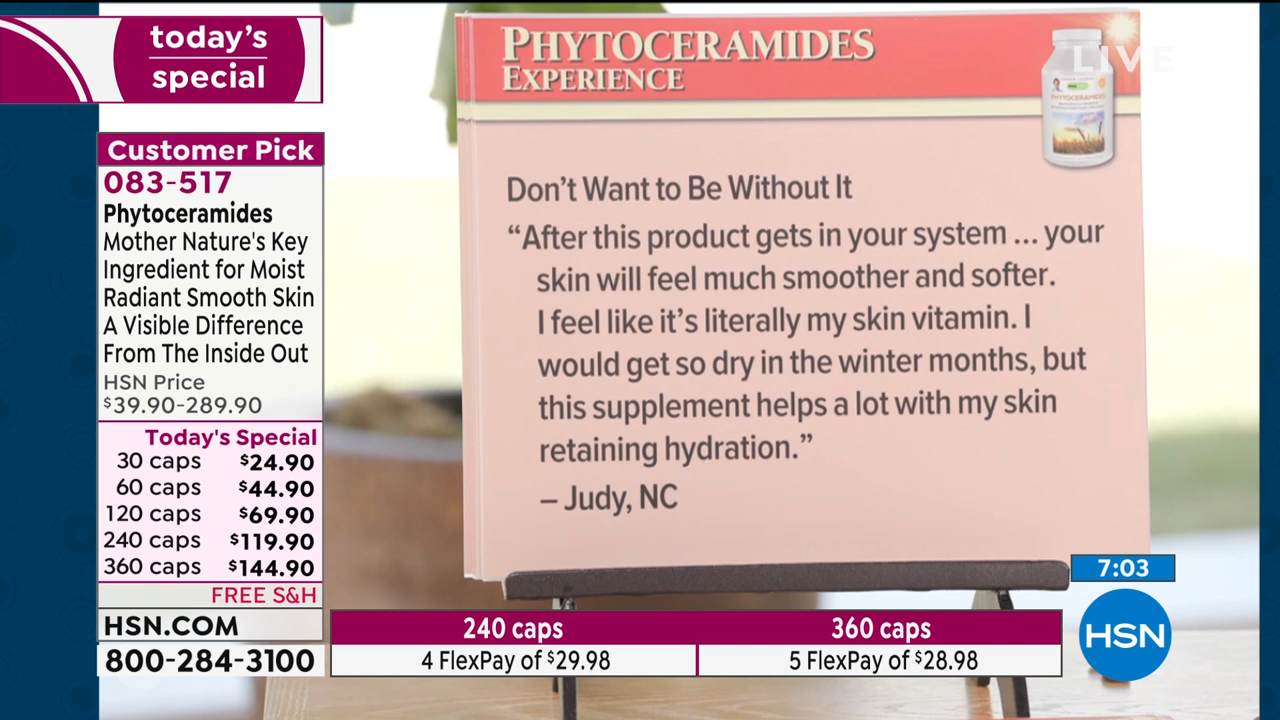 today's
special
Customer Pick
083-517
Phytoceramides
Mother Nature's Key
Ingredient for Moist
Radiant Smooth Skin
A Visible Difference
From The Inside Out
HSN Price
$39.90-289.90
Today's Special
30 caps $24.90
60 caps $44.90
120 caps $69.90
240 caps $119.90
360 caps $144.90
FREE S&H
HSN.COM
800-284-3100
PHYTOCERAMIDES
EXPERIENCE
LIVE
PHYTOCERAMIDES
Don't Want to Be Without It
“After this product gets in your system ... your
skin will feel much smoother and softer.
I feel like it's literally my skin vitamin. I
would get so dry in the winter months, but
this supplement helps a lot with my skin
retaining hydration.”
– Judy, NC
7:03
HSN
240 caps 360 caps
4 FlexPay of $29.98 5 FlexPay of $28.98